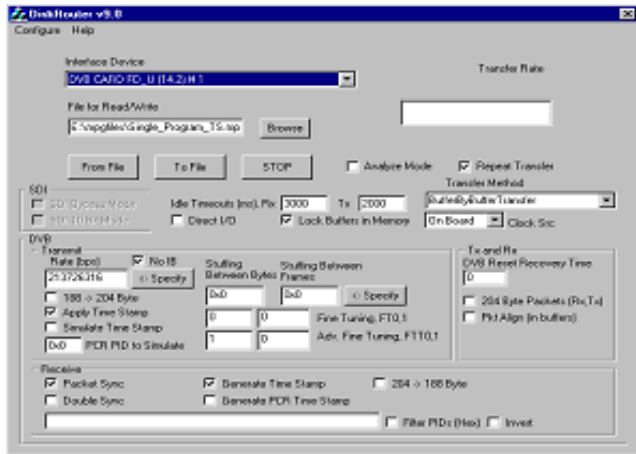 DiskRouter v9.0
Configure Help
Interface Device
DVB CARD FD_U (14.2) # 1
Transfer Rate
File for Read/Write
E:\mpgfiles\Single_Program_TS.mp
Browse
From File To File STOP Analyze Mode Repeat Transfer
Transfer Method
SDI
Idle Timeouts (ms), Rx 3000 Tx 2000
BufferByBufferTransfer
Direct I/O Lock Buffers in Memory On Board Clock Src
DVB
Transmit
Tx and Rx
Rate (bps) No IB Stuffing Between Bytes Stuffing Between Frames
DVB Reset Recovery Time
213726316 <- Specify
0
188 -> 204 Byte 0x0 0x0 <- Specify
204 Byte Packets (Rx,Tx)
Apply Time Stamp 0 0 Fine Tuning, FT0,1
Pkt Align (in buffers)
Simulate Time Stamp
0x0 PCR PID to Simulate 1 0 Adv. Fine Tuning, FTT0,1
Receive
Packet Sync Generate Time Stamp 204 -> 188 Byte
Double Sync Generate PCR Time Stamp
Filter PIDs (Hex) Invert